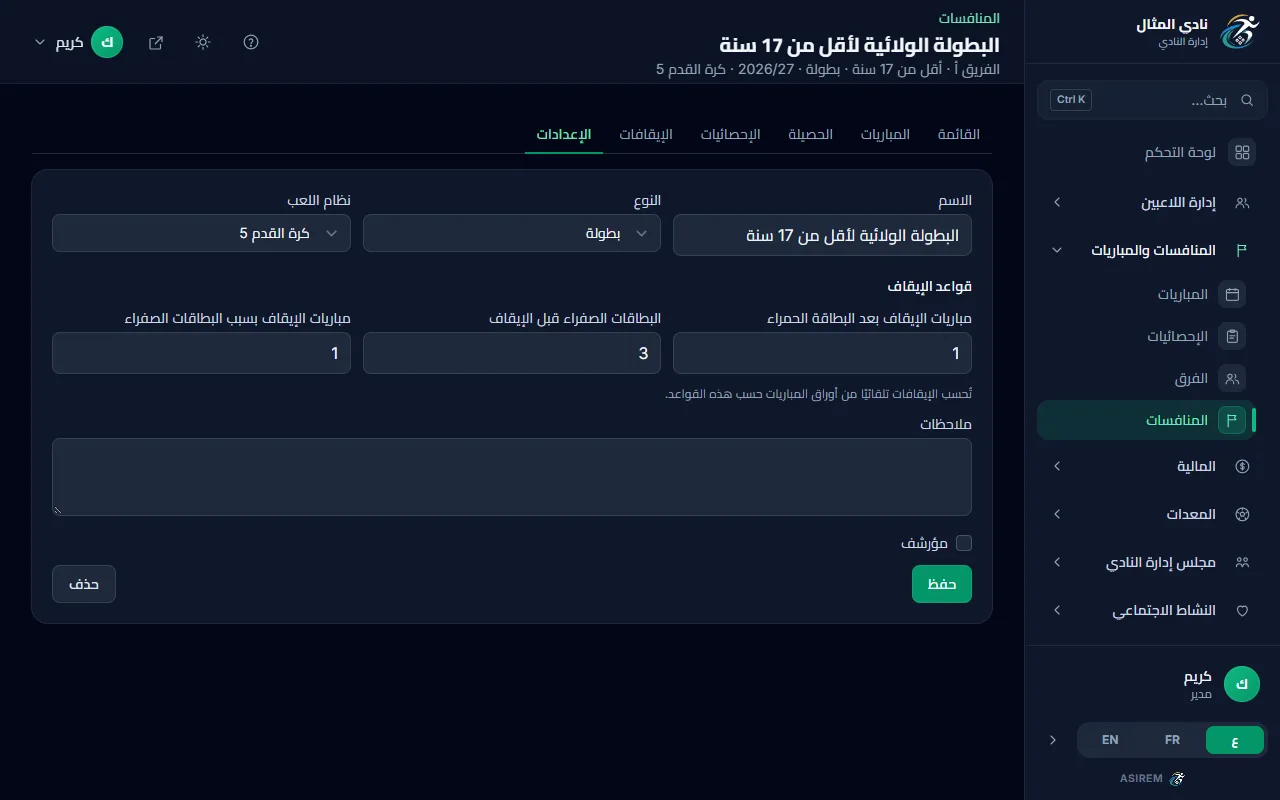 نادي المثال
إدارة النادي
بحث...
Ctrl K
لوحة التحكم
إدارة اللاعبين
المنافسات والمباريات
المباريات
الإحصائيات
الفرق
المنافسات
المالية
المعدات
مجلس إدارة النادي
النشاط الاجتماعي
ك
كريم
مدير
ع
FR
EN
ASIREM
المنافسات
البطولة الولائية لأقل من 17 سنة
الفريق أ · أقل من 17 سنة · بطولة · 2026/27 · كرة القدم 5
ك
كريم
القائمة
المباريات
الحصيلة
الإحصائيات
الإيقافات
الإعدادات
الاسم
النوع
نظام اللعب
البطولة الولائية لأقل من 17 سنة
بطولة
كرة القدم 5
قواعد الإيقاف
مباريات الإيقاف بعد البطاقة الحمراء
البطاقات الصفراء قبل الإيقاف
مباريات الإيقاف بسبب البطاقات الصفراء
1
3
1
تُحسب الإيقافات تلقائيًا من أوراق المباريات حسب هذه القواعد.
ملاحظات
مؤرشف
حفظ
حذف